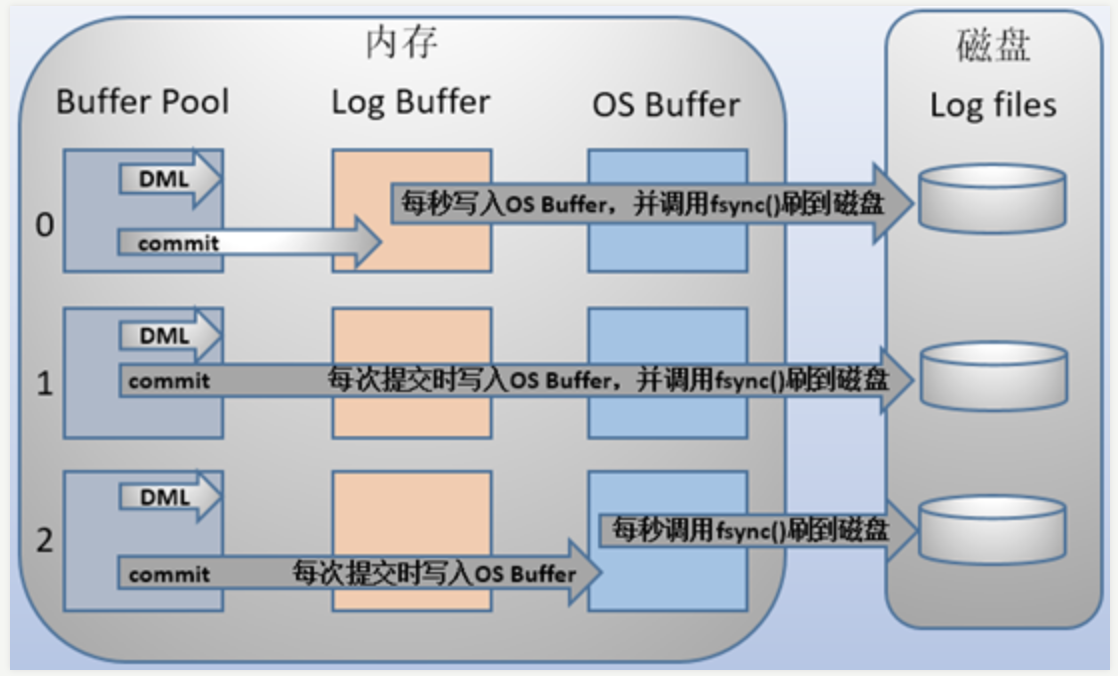 内存
磁盘
Buffer Pool
Log Buffer
OS Buffer
Log files
0
DML
每秒写入OS Buffer，并调用fsync()刷到磁盘
commit
1
DML
commit
每次提交时写入OS Buffer，并调用fsync()刷到磁盘
2
DML
每秒调用fsync()刷到磁盘
commit
每次提交时写入OS Buffer